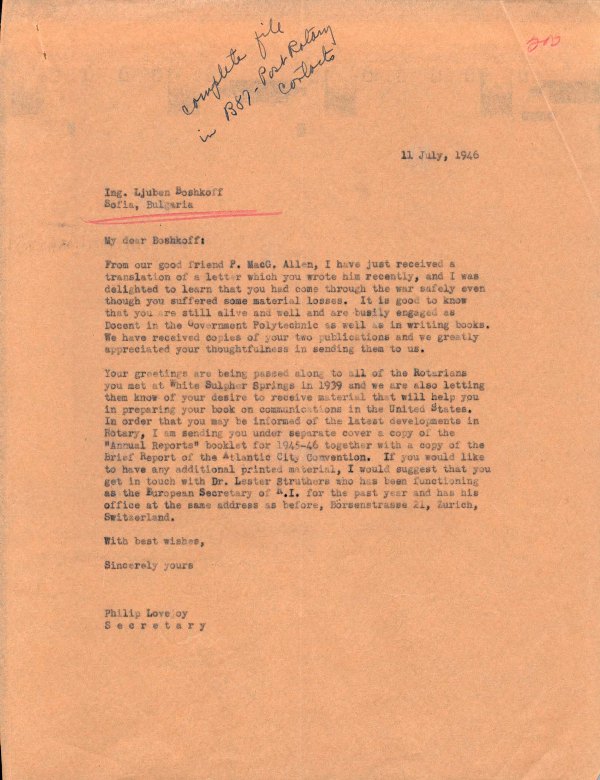 complete file
in B87-Post Rotary
contacts
11 July, 1946
Ing. Ljuben Boshkoff
Sofia, Bulgaria
My dear Boshkoff:
From our good friend P. MacG. Allen, I have just received a
translation of a letter which you wrote him recently, and I was
delighted to learn that you had come through the war safely even
though you suffered some material losses. It is good to know
that you are still alive and well and are busily engaged as
Docent in the Government Polytechnic as well as in writing books.
We have received copies of your two publications and we greatly
appreciated your thoughtfulness in sending them to us.
Your greetings are being passed along to all of the Rotarians
you met at White Sulpher Springs in 1939 and we are also letting
them know of your desire to receive material that will help you
in preparing your book on communications in the United States.
In order that you may be informed of the latest developments in
Rotary, I am sending you under separate cover a copy of the
"Annual Reports" booklet for 1945-46 together with a copy of the
Brief Report of the Atlantic City Convention. If you would like
to have any additional printed material, I would suggest that you
get in touch with Dr. Lester Struthers who has been functioning
as the European Secretary of R.I. for the past year and has his
office at the same address as before, Börsenstrasse 21, Zurich,
Switzerland.
With best wishes,
Sincerely yours
Philip Lovejoy
S e c r e t a r y